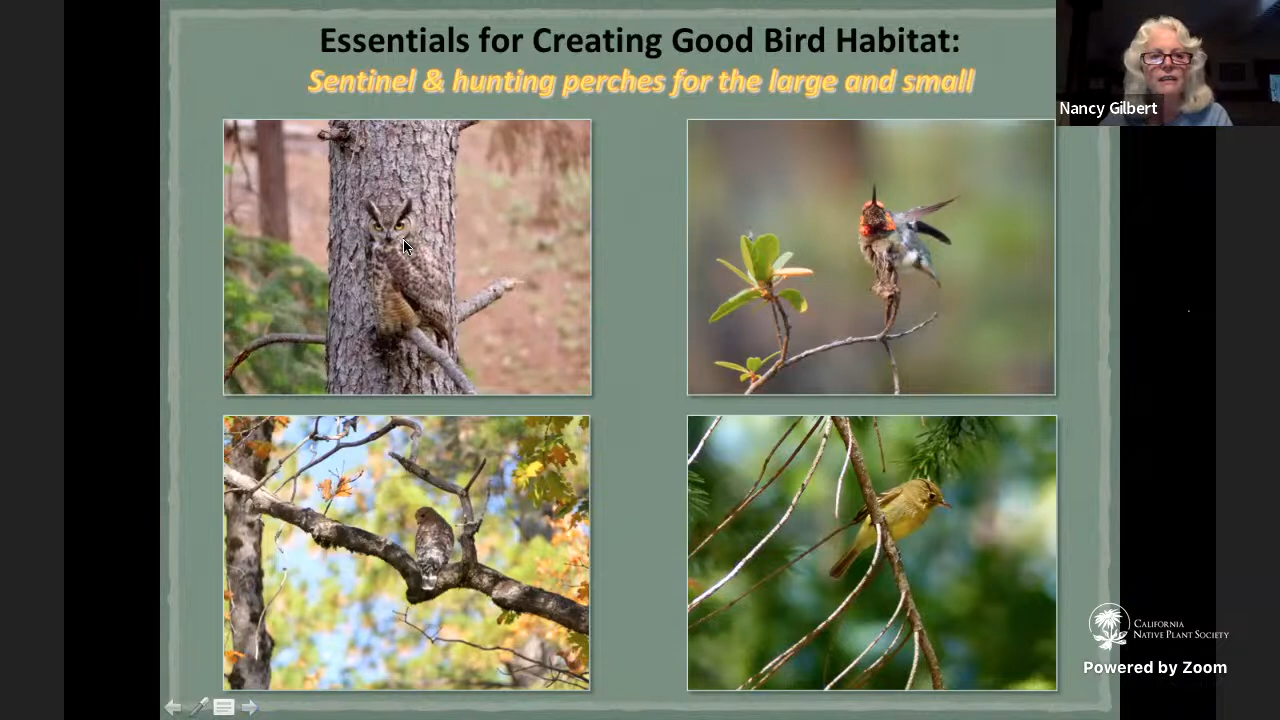 Essentials for Creating Good Bird Habitat:
Sentinel & hunting perches for the large and small
Nancy Gilbert
CALIFORNIA
NATIVE PLANT SOCIETY
Powered by Zoom